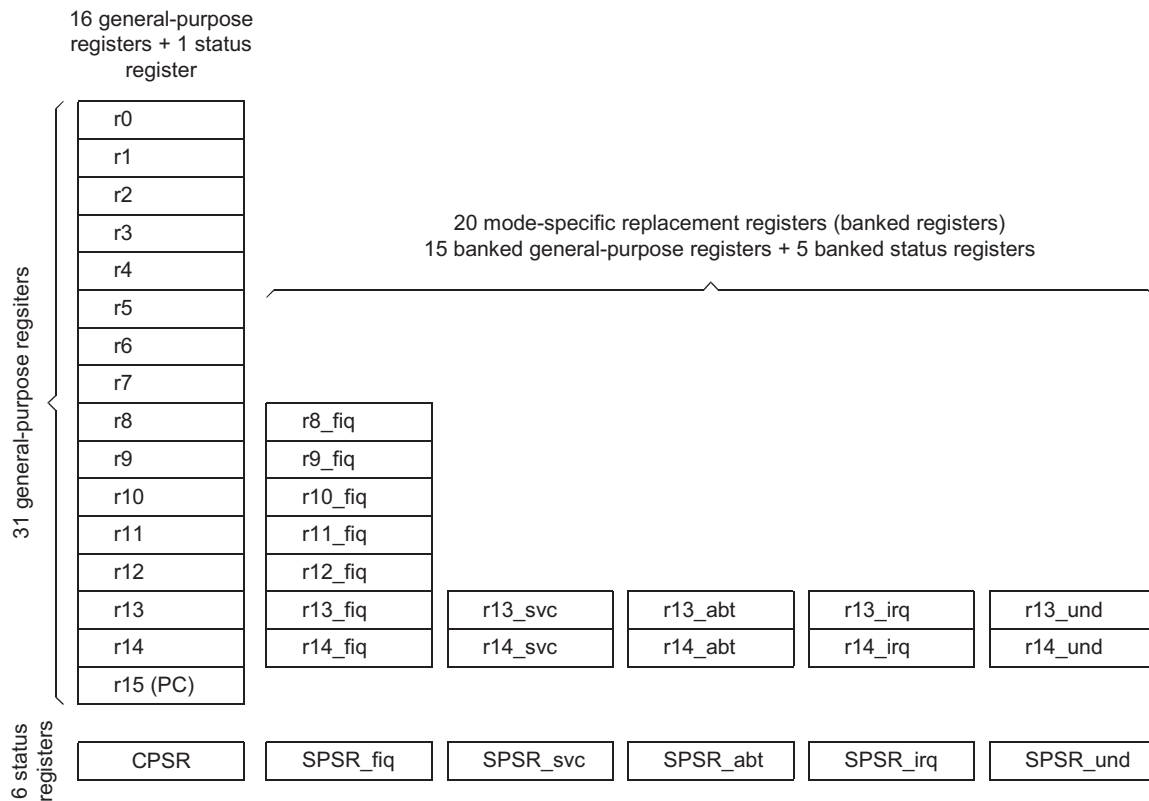 16 general-purpose
registers + 1 status
register
20 mode-specific replacement registers (banked registers)
15 banked general-purpose registers + 5 banked status registers
31 general-purpose regsiters
r0
r1
r2
r3
r4
r5
r6
r7
r8
r8_fiq
r9
r9_fiq
r10
r10_fiq
r11
r11_fiq
r12
r12_fiq
r13
r13_fiq
r13_svc
r13_abt
r13_irq
r13_und
r14
r14_fiq
r14_svc
r14_abt
r14_irq
r14_und
r15 (PC)
6 status
registers
CPSR
SPSR_fiq
SPSR_svc
SPSR_abt
SPSR_irq
SPSR_und